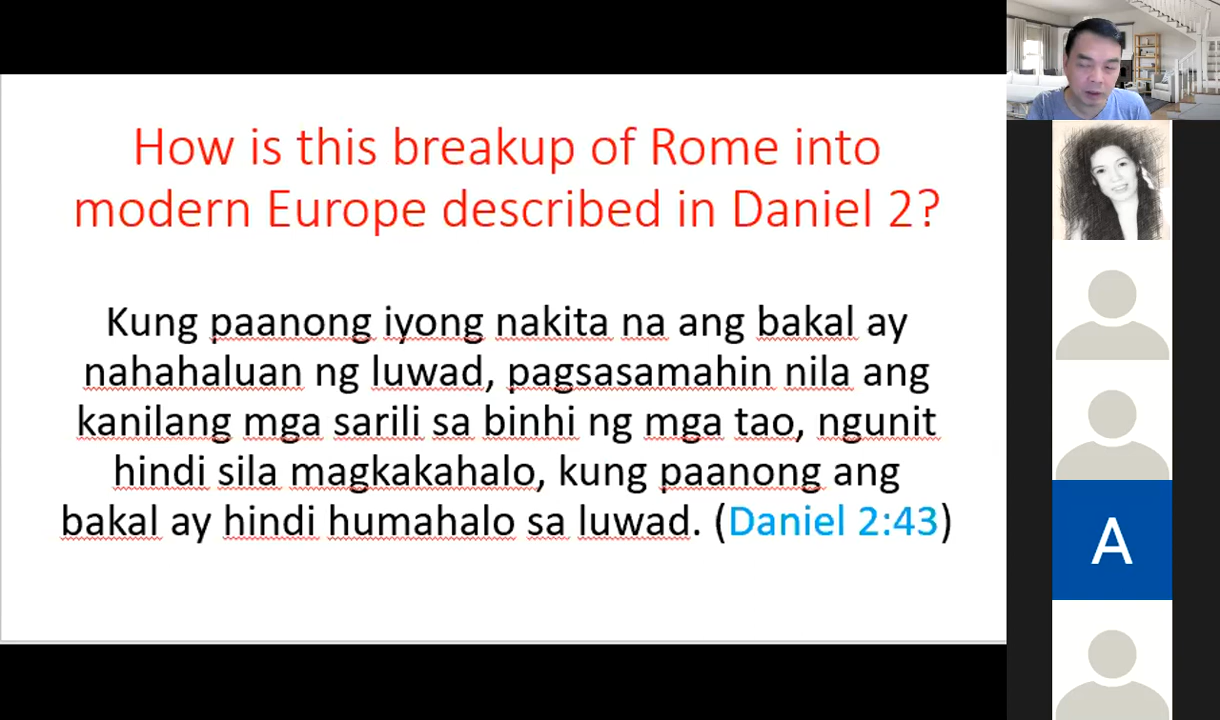 How is this breakup of Rome into
modern Europe described in Daniel 2?
Kung paanong iyong nakita na ang bakal ay
nahahaluan ng luwad, pagsasamahin nila ang
kanilang mga sarili sa binhi ng mga tao, ngunit
hindi sila magkakahalo, kung paanong ang
bakal ay hindi humahalo sa luwad. (Daniel 2:43)
A